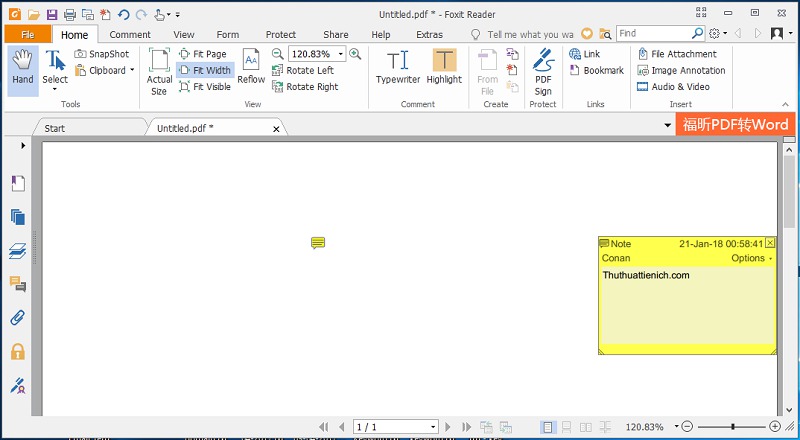 Untitled.pdf * - Foxit Reader
File Home Comment View Form Protect Share Help Extras Tell me what you wa Find
Hand
Select
SnapShot
Clipboard
Tools
Actual Size
Fit Page
Fit Width
Fit Visible
Reflow
120.83%
Rotate Left
Rotate Right
View
Typewriter
Highlight
Comment
From File
Create
PDF Sign
Protect
Link
Bookmark
Links
File Attachment
Image Annotation
Audio & Video
Insert
Start
Untitled.pdf *
福昕PDF转Word
Note 21-Jan-18 00:58:41
Conan Options
Thuthuattienich.com
1 / 1
120.83%